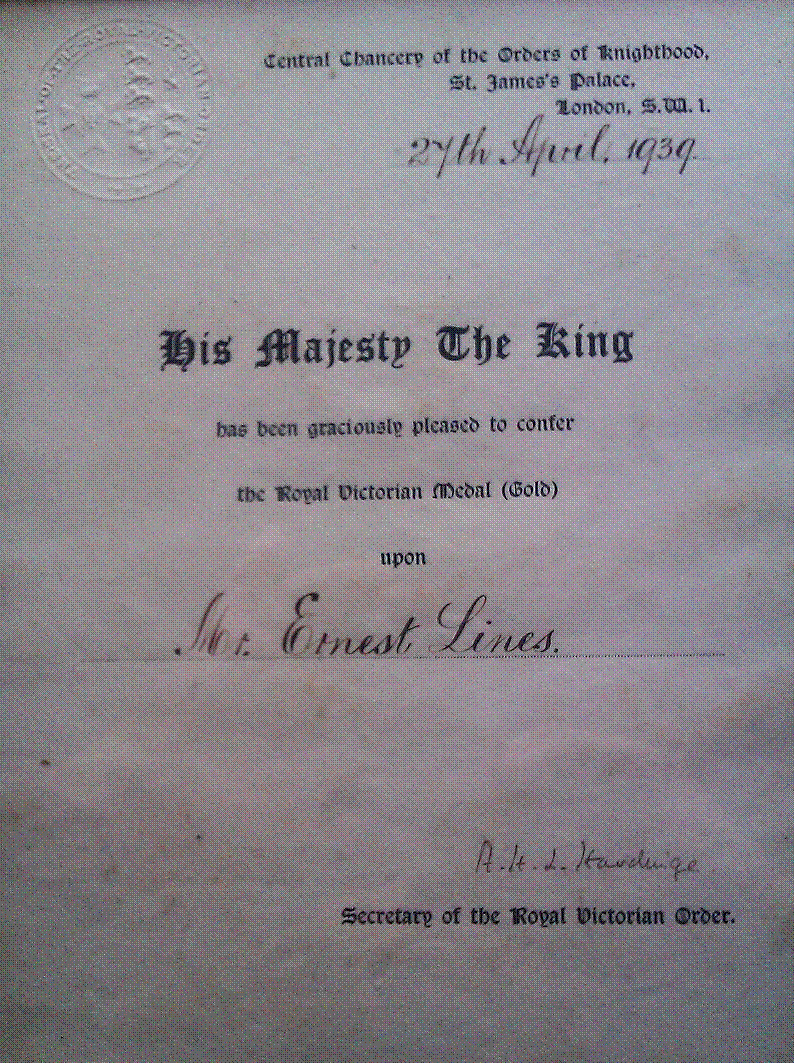 Central Chancery of the Orders of Knighthood,
St. James's Palace,
London, S.W. 1.
27th April, 1939.
His Majesty The King
has been graciously pleased to confer
the Royal Victorian Medal (Gold)
upon
Mr. Ernest Lines.
A. H. L. Hardinge
Secretary of the Royal Victorian Order.